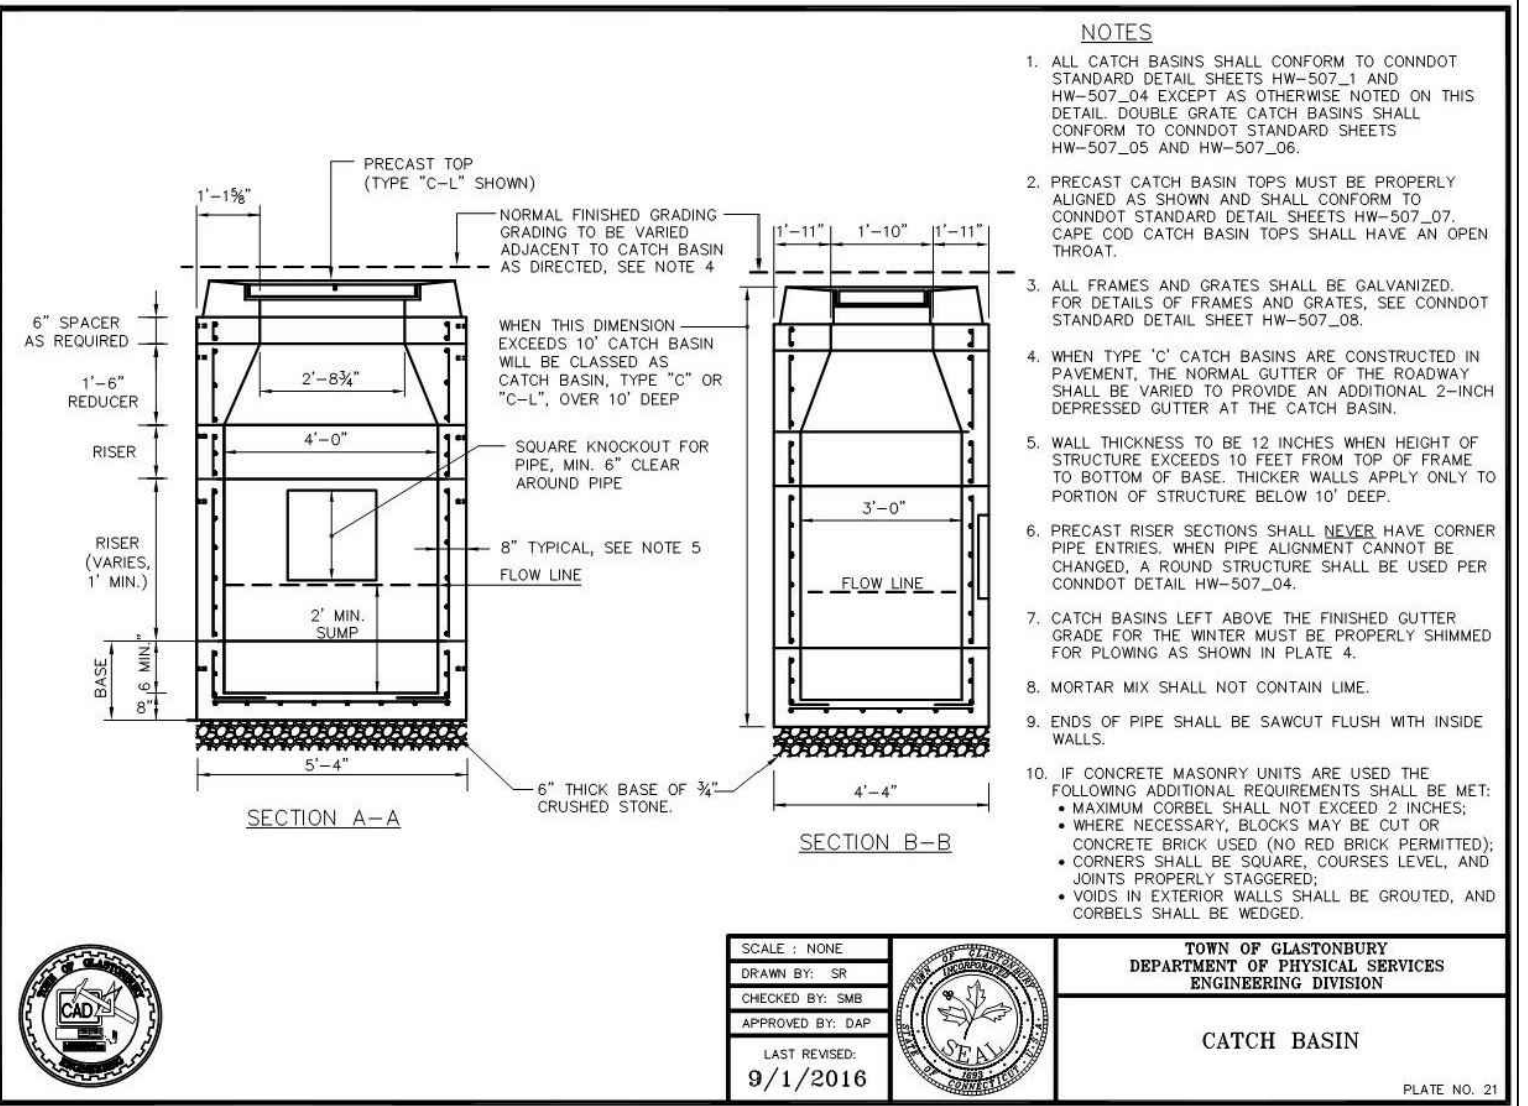 NOTES
1. ALL CATCH BASINS SHALL CONFORM TO CONNDOT
STANDARD DETAIL SHEETS HW-507_1 AND
HW-507_04 EXCEPT AS OTHERWISE NOTED ON THIS
DETAIL. DOUBLE GRATE CATCH BASINS SHALL
CONFORM TO CONNDOT STANDARD SHEETS
HW-507_05 AND HW-507_06.
2. PRECAST CATCH BASIN TOPS MUST BE PROPERLY
ALIGNED AS SHOWN AND SHALL CONFORM TO
CONNDOT STANDARD DETAIL SHEETS HW-507_07.
CAPE COD CATCH BASIN TOPS SHALL HAVE AN OPEN
THROAT.
3. ALL FRAMES AND GRATES SHALL BE GALVANIZED.
FOR DETAILS OF FRAMES AND GRATES, SEE CONNDOT
STANDARD DETAIL SHEET HW-507_08.
4. WHEN TYPE 'C' CATCH BASINS ARE CONSTRUCTED IN
PAVEMENT, THE NORMAL GUTTER OF THE ROADWAY
SHALL BE VARIED TO PROVIDE AN ADDITIONAL 2-INCH
DEPRESSED GUTTER AT THE CATCH BASIN.
5. WALL THICKNESS TO BE 12 INCHES WHEN HEIGHT OF
STRUCTURE EXCEEDS 10 FEET FROM TOP OF FRAME
TO BOTTOM OF BASE. THICKER WALLS APPLY ONLY TO
PORTION OF STRUCTURE BELOW 10' DEEP.
6. PRECAST RISER SECTIONS SHALL NEVER HAVE CORNER
PIPE ENTRIES. WHEN PIPE ALIGNMENT CANNOT BE
CHANGED, A ROUND STRUCTURE SHALL BE USED PER
CONNDOT DETAIL HW-507_04.
7. CATCH BASINS LEFT ABOVE THE FINISHED GUTTER
GRADE FOR THE WINTER MUST BE PROPERLY SHIMMED
FOR PLOWING AS SHOWN IN PLATE 4.
8. MORTAR MIX SHALL NOT CONTAIN LIME.
9. ENDS OF PIPE SHALL BE SAWCUT FLUSH WITH INSIDE
WALLS.
10. IF CONCRETE MASONRY UNITS ARE USED THE
FOLLOWING ADDITIONAL REQUIREMENTS SHALL BE MET:
• MAXIMUM CORBEL SHALL NOT EXCEED 2 INCHES;
• WHERE NECESSARY, BLOCKS MAY BE CUT OR
CONCRETE BRICK USED (NO RED BRICK PERMITTED);
• CORNERS SHALL BE SQUARE, COURSES LEVEL, AND
JOINTS PROPERLY STAGGERED;
• VOIDS IN EXTERIOR WALLS SHALL BE GROUTED, AND
CORBELS SHALL BE WEDGED.
PRECAST TOP
(TYPE "C-L" SHOWN)
1'-1⅝"
NORMAL FINISHED GRADING
GRADING TO BE VARIED
ADJACENT TO CATCH BASIN
AS DIRECTED, SEE NOTE 4
1'-11"
1'-10"
1'-11"
6" SPACER
AS REQUIRED
WHEN THIS DIMENSION
EXCEEDS 10' CATCH BASIN
WILL BE CLASSED AS
CATCH BASIN, TYPE "C" OR
"C-L", OVER 10' DEEP
2'-8¾"
1'-6"
REDUCER
4'-0"
RISER
SQUARE KNOCKOUT FOR
PIPE, MIN. 6" CLEAR
AROUND PIPE
3'-0"
RISER
(VARIES,
1' MIN.)
8" TYPICAL, SEE NOTE 5
FLOW LINE
FLOW LINE
2' MIN.
SUMP
BASE
6 MIN."
8"
5'-4"
6" THICK BASE OF ¾"
CRUSHED STONE.
4'-4"
SECTION A-A
SECTION B-B
TOWN OF GLASTONBURY
CAD
ENGINEERING
SCALE : NONE
DRAWN BY: SR
CHECKED BY: SMB
APPROVED BY: DAP
LAST REVISED:
9/1/2016
TOWN OF GLASTONBURY
INCORPORATED
SEAL
1693
STATE OF CONNECTICUT U.S.A.
TOWN OF GLASTONBURY
DEPARTMENT OF PHYSICAL SERVICES
ENGINEERING DIVISION
CATCH BASIN
PLATE NO. 21